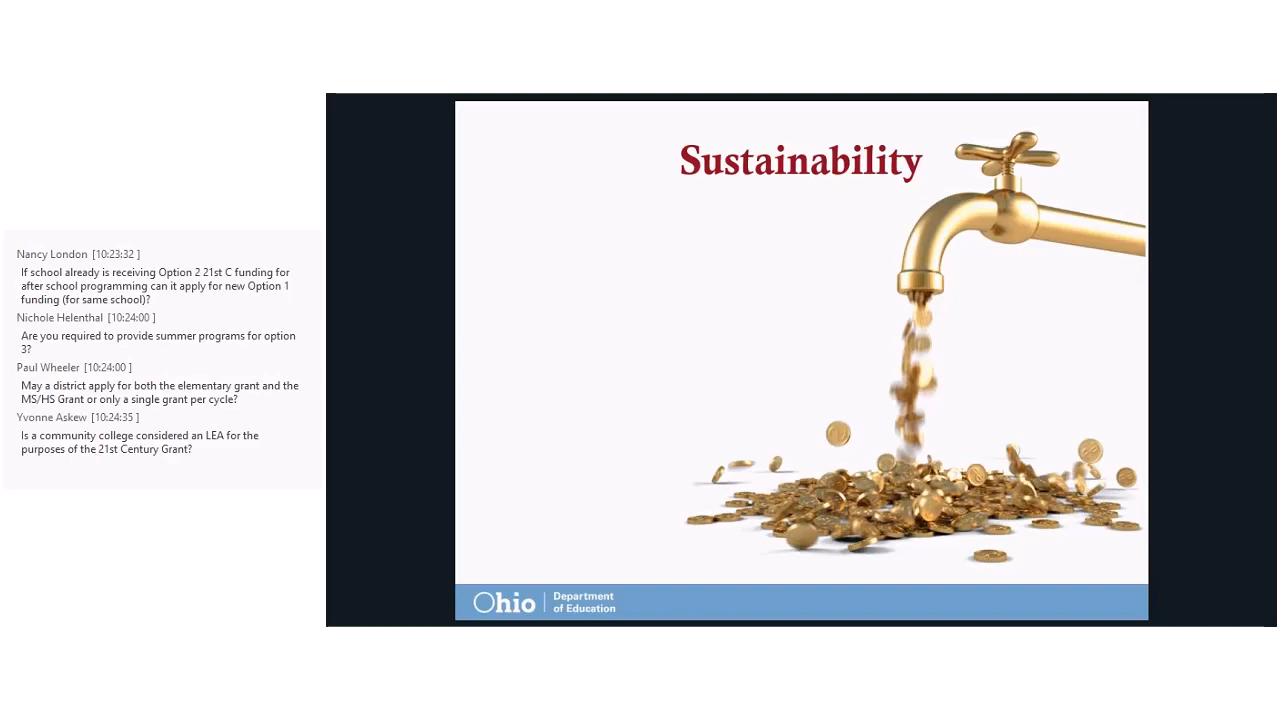 Nancy London [10:23:32 ]
If school already is receiving Option 2 21st C funding for
after school programming can it apply for new Option 1
funding (for same school)?
Nichole Helenthal [10:24:00 ]
Are you required to provide summer programs for option
3?
Paul Wheeler [10:24:00 ]
May a district apply for both the elementary grant and the
MS/HS Grant or only a single grant per cycle?
Yvonne Askew [10:24:35 ]
Is a community college considered an LEA for the
purposes of the 21st Century Grant?
Sustainability
Ohio
Department
of Education